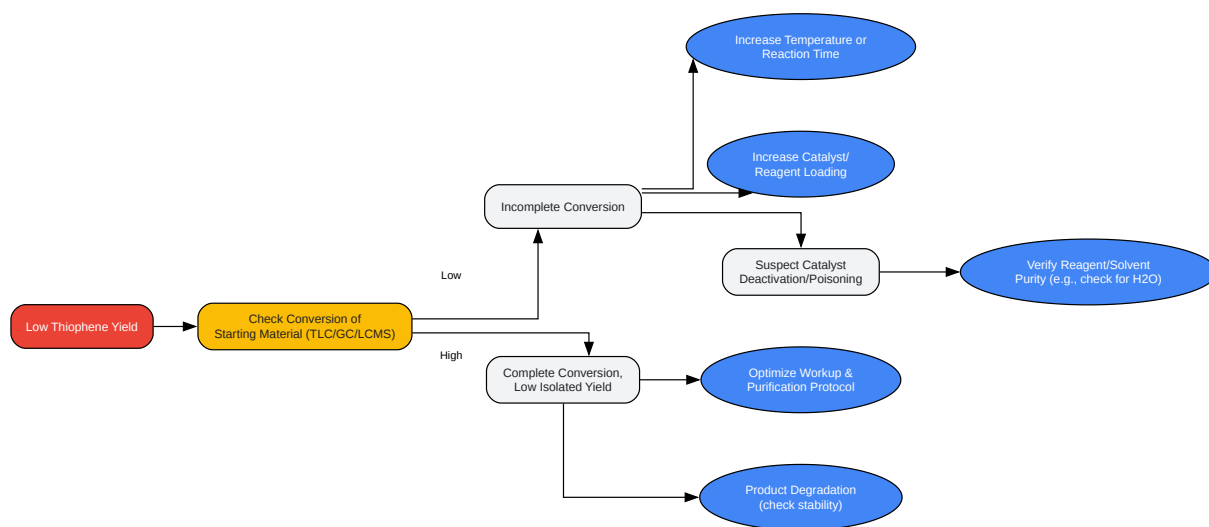 Increase Temperature or
Reaction Time
Increase Catalyst/
Reagent Loading
Incomplete Conversion
Suspect Catalyst
Deactivation/Poisoning
Verify Reagent/Solvent
Purity (e.g., check for H2O)
Low
Low Thiophene Yield
Check Conversion of
Starting Material (TLC/GC/LCMS)
High
Complete Conversion,
Low Isolated Yield
Optimize Workup &
Purification Protocol
Product Degradation
(check stability)